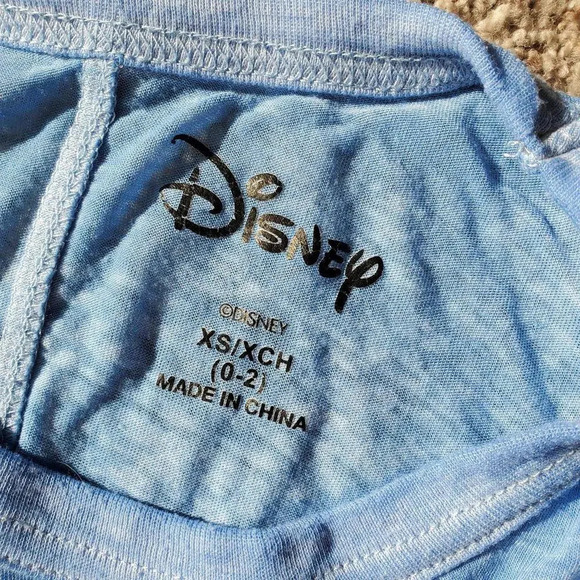 Disney
©DISNEY
XS/XCH
(0-2)
MADE IN CHINA